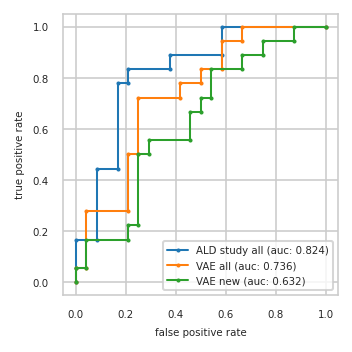 true positive rate
1.0
0.8
0.6
0.4
0.2
0.0
ALD study all (auc: 0.824)
VAE all (auc: 0.736)
VAE new (auc: 0.632)
0.0 0.2 0.4 0.6 0.8 1.0
false positive rate